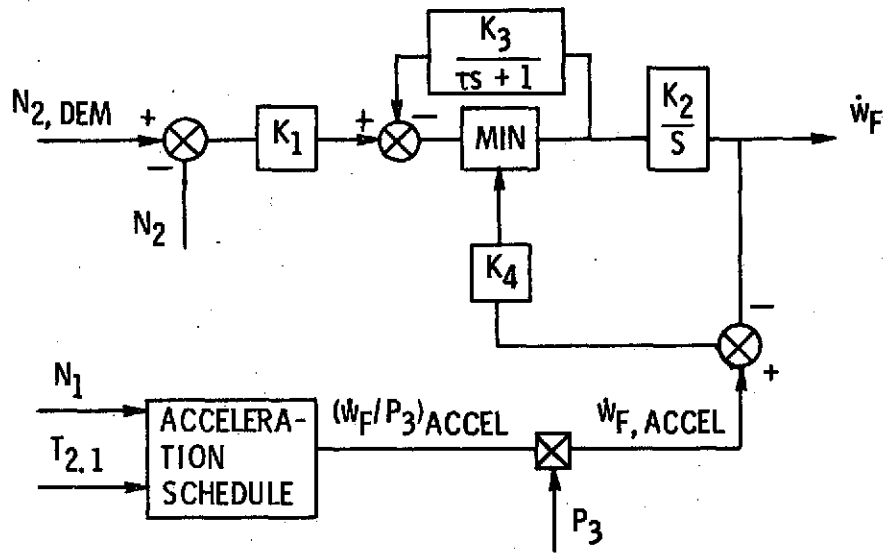 K3
τs + 1
N2, DEM
+
−
K1
+
−
MIN
K2
S
ẇF
N2
K4
−
+
N1
T2.1
ACCELERA-
TION
SCHEDULE
(ẇF/P3)ACCEL
ẇF, ACCEL
P3